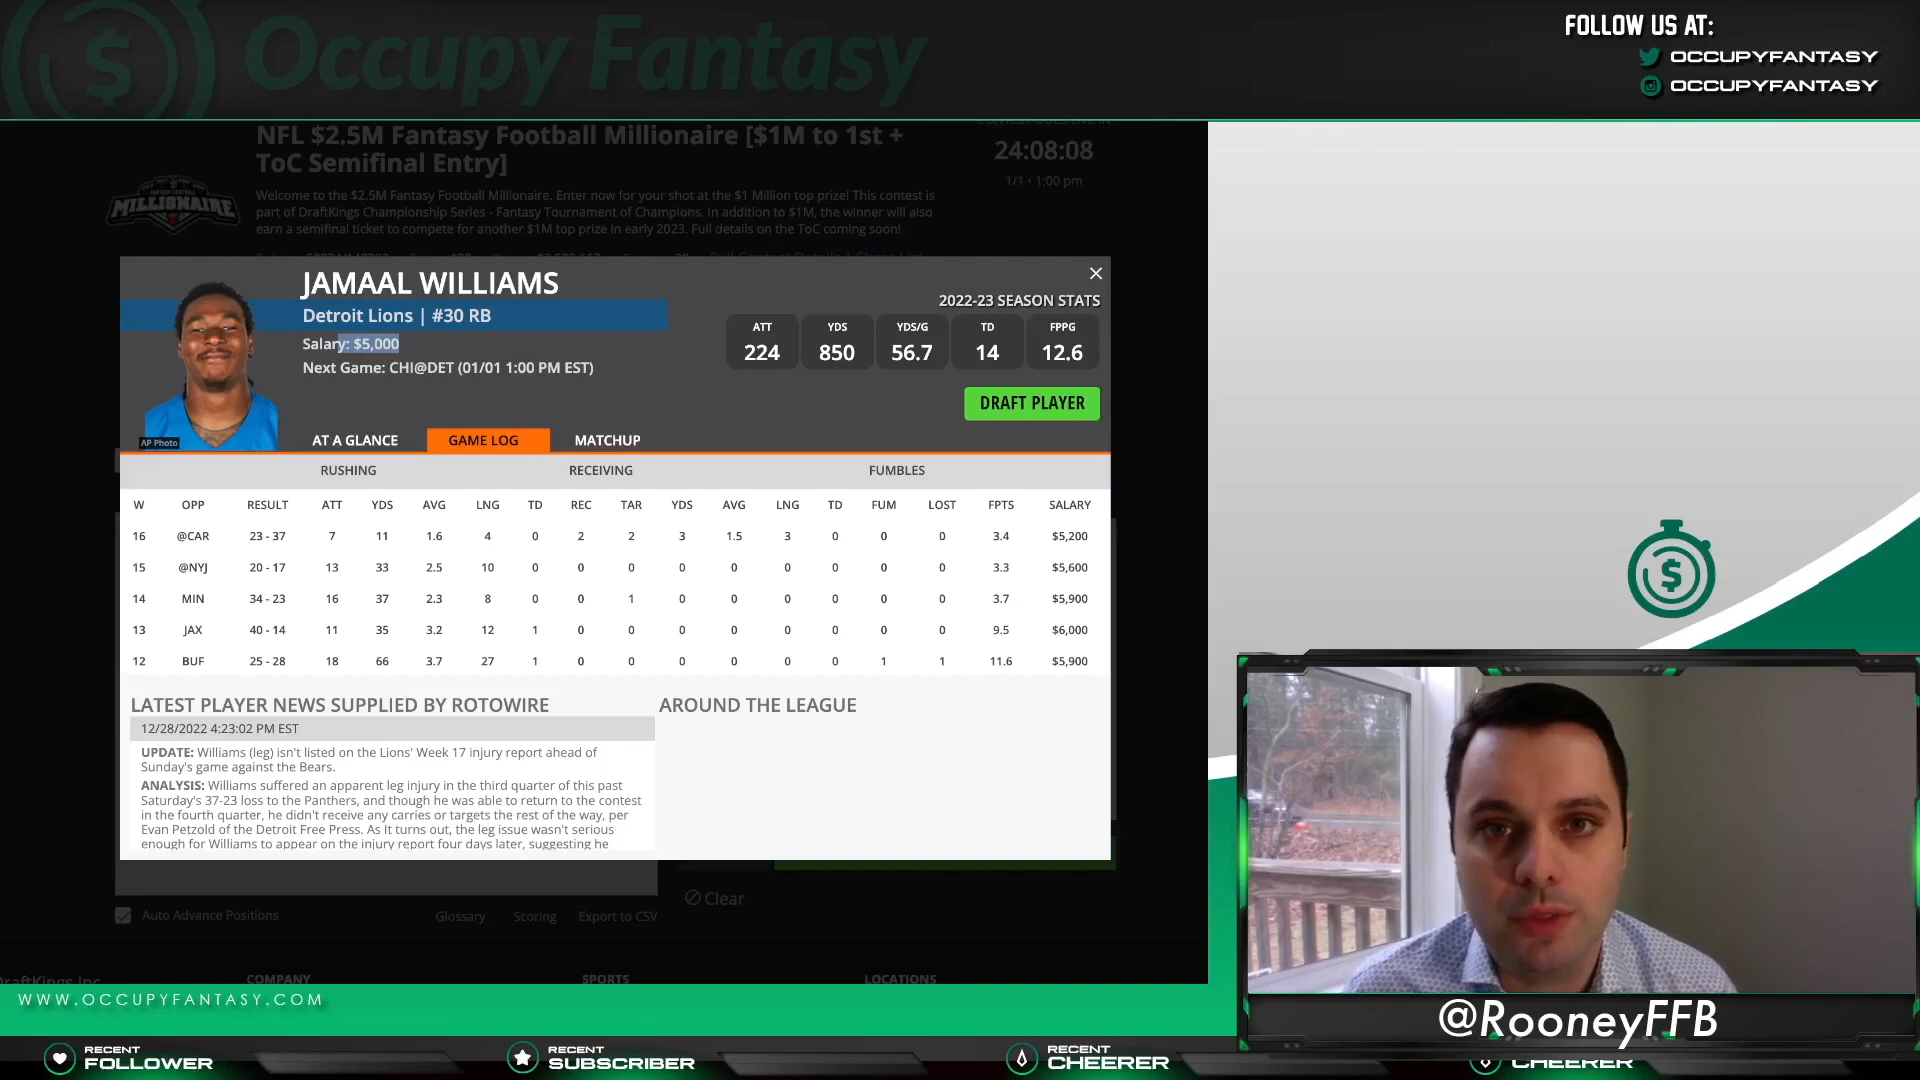 Occupy Fantasy
FOLLOW US AT:
OCCUPYFANTASY
OCCUPYFANTASY
NFL $2.5M Fantasy Football Millionaire [$1M to 1st +
ToC Semifinal Entry]
24:08:08
1/1 • 1:00 pm
FANTASY FOOTBALL
MILLIONAIRE
Welcome to the $2.5M Fantasy Football Millionaire. Enter now for your shot at the $1 Million top prize! This contest is
part of DraftKings Championship Series - Fantasy Tournament of Champions. In addition to $1M, the winner will also
earn a semifinal ticket to compete for another $1M top prize in early 2023. Full details on the ToC coming soon!
JAMAAL WILLIAMS
Detroit Lions | #30 RB
Salary: $5,000
Next Game: CHI@DET (01/01 1:00 PM EST)
2022-23 SEASON STATS
ATT YDS YDS/G TD FPPG
224 850 56.7 14 12.6
DRAFT PLAYER
AP Photo
AT A GLANCE GAME LOG MATCHUP
RUSHING RECEIVING FUMBLES
W OPP RESULT ATT YDS AVG LNG TD REC TAR YDS AVG LNG TD FUM LOST FPTS SALARY
16 @CAR 23 - 37 7 11 1.6 4 0 2 2 3 1.5 3 0 0 0 3.4 $5,200
15 @NYJ 20 - 17 13 33 2.5 10 0 0 0 0 0 0 0 0 0 3.3 $5,600
14 MIN 34 - 23 16 37 2.3 8 0 0 1 0 0 0 0 0 0 3.7 $5,900
13 JAX 40 - 14 11 35 3.2 12 1 0 0 0 0 0 0 0 0 9.5 $6,000
12 BUF 25 - 28 18 66 3.7 27 1 0 0 0 0 0 0 1 1 11.6 $5,900
LATEST PLAYER NEWS SUPPLIED BY ROTOWIRE
AROUND THE LEAGUE
12/28/2022 4:23:02 PM EST
UPDATE: Williams (leg) isn't listed on the Lions' Week 17 injury report ahead of
Sunday's game against the Bears.
ANALYSIS: Williams suffered an apparent leg injury in the third quarter of this past
Saturday's 37-23 loss to the Panthers, and though he was able to return to the contest
in the fourth quarter, he didn't receive any carries or targets the rest of the way, per
Evan Petzold of the Detroit Free Press. As It turns out, the leg issue wasn't serious
enough for Williams to appear on the injury report four days later, suggesting he
Clear
Auto Advance Positions
Glossary Scoring Export to CSV
DraftKings Inc.
COMPANY SPORTS LOCATIONS
WWW.OCCUPYFANTASY.COM
@RooneyFFB
RECENT
FOLLOWER
RECENT
SUBSCRIBER
RECENT
CHEERER
CHEERER